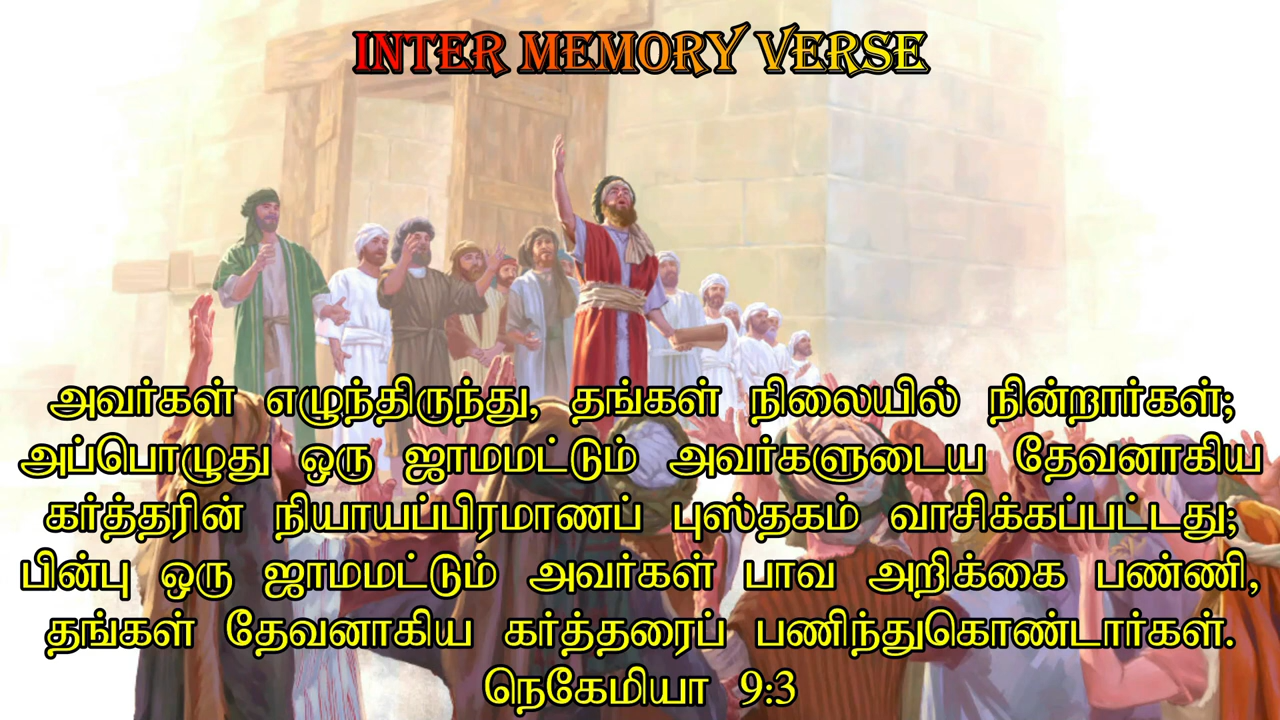 INTER MEMORY VERSE
அவர்கள் எழுந்திருந்து, தங்கள் நிலையில் நின்றார்கள்;
அப்பொழுது ஒரு ஜாமமட்டும் அவர்களுடைய தேவனாகிய
கர்த்தரின் நியாயப்பிரமாணப் புஸ்தகம் வாசிக்கப்பட்டது;
பின்பு ஒரு ஜாமமட்டும் அவர்கள் பாவ அறிக்கை பண்ணி,
தங்கள் தேவனாகிய கர்த்தரைப் பணிந்துகொண்டார்கள்.
நெகேமியா 9:3